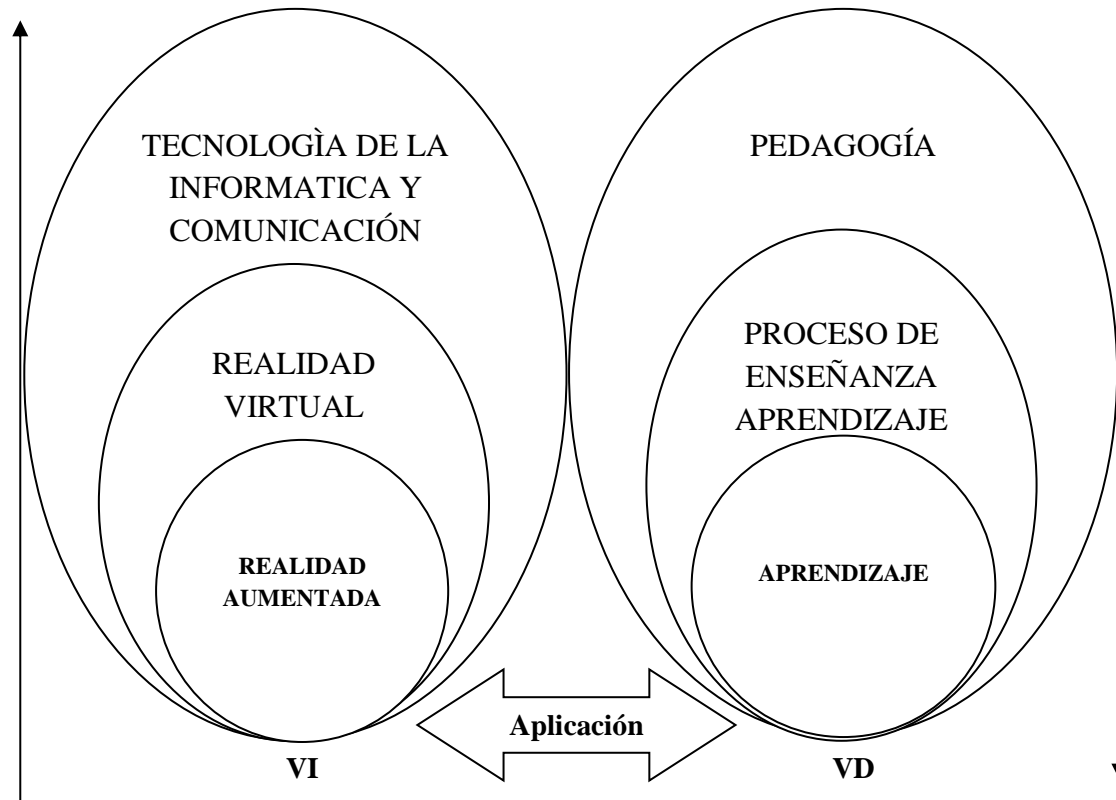 TECNOLOGÌA DE LA
INFORMATICA Y
COMUNICACIÓN
REALIDAD
VIRTUAL
REALIDAD
AUMENTADA
VI
PEDAGOGÍA
PROCESO DE
ENSEÑANZA
APRENDIZAJE
APRENDIZAJE
VD
Aplicación